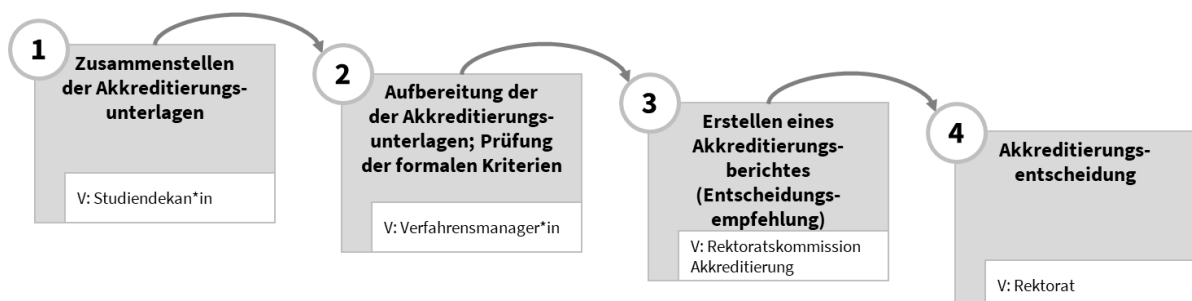 1
Zusammenstellen
der Akkreditierungs-
unterlagen
V: Studiendekan*in
2
Aufbereitung der
der Akkreditierungs-
unterlagen; Prüfung
der formalen Kriterien
V: Verfahrensmanager*in
3
Erstellen eines
Akkreditierungs-
berichtes
(Entscheidungs-
empfehlung)
V: Rektoratskommission
Akkreditierung
4
Akkreditierungs-
entscheidung
V: Rektorat